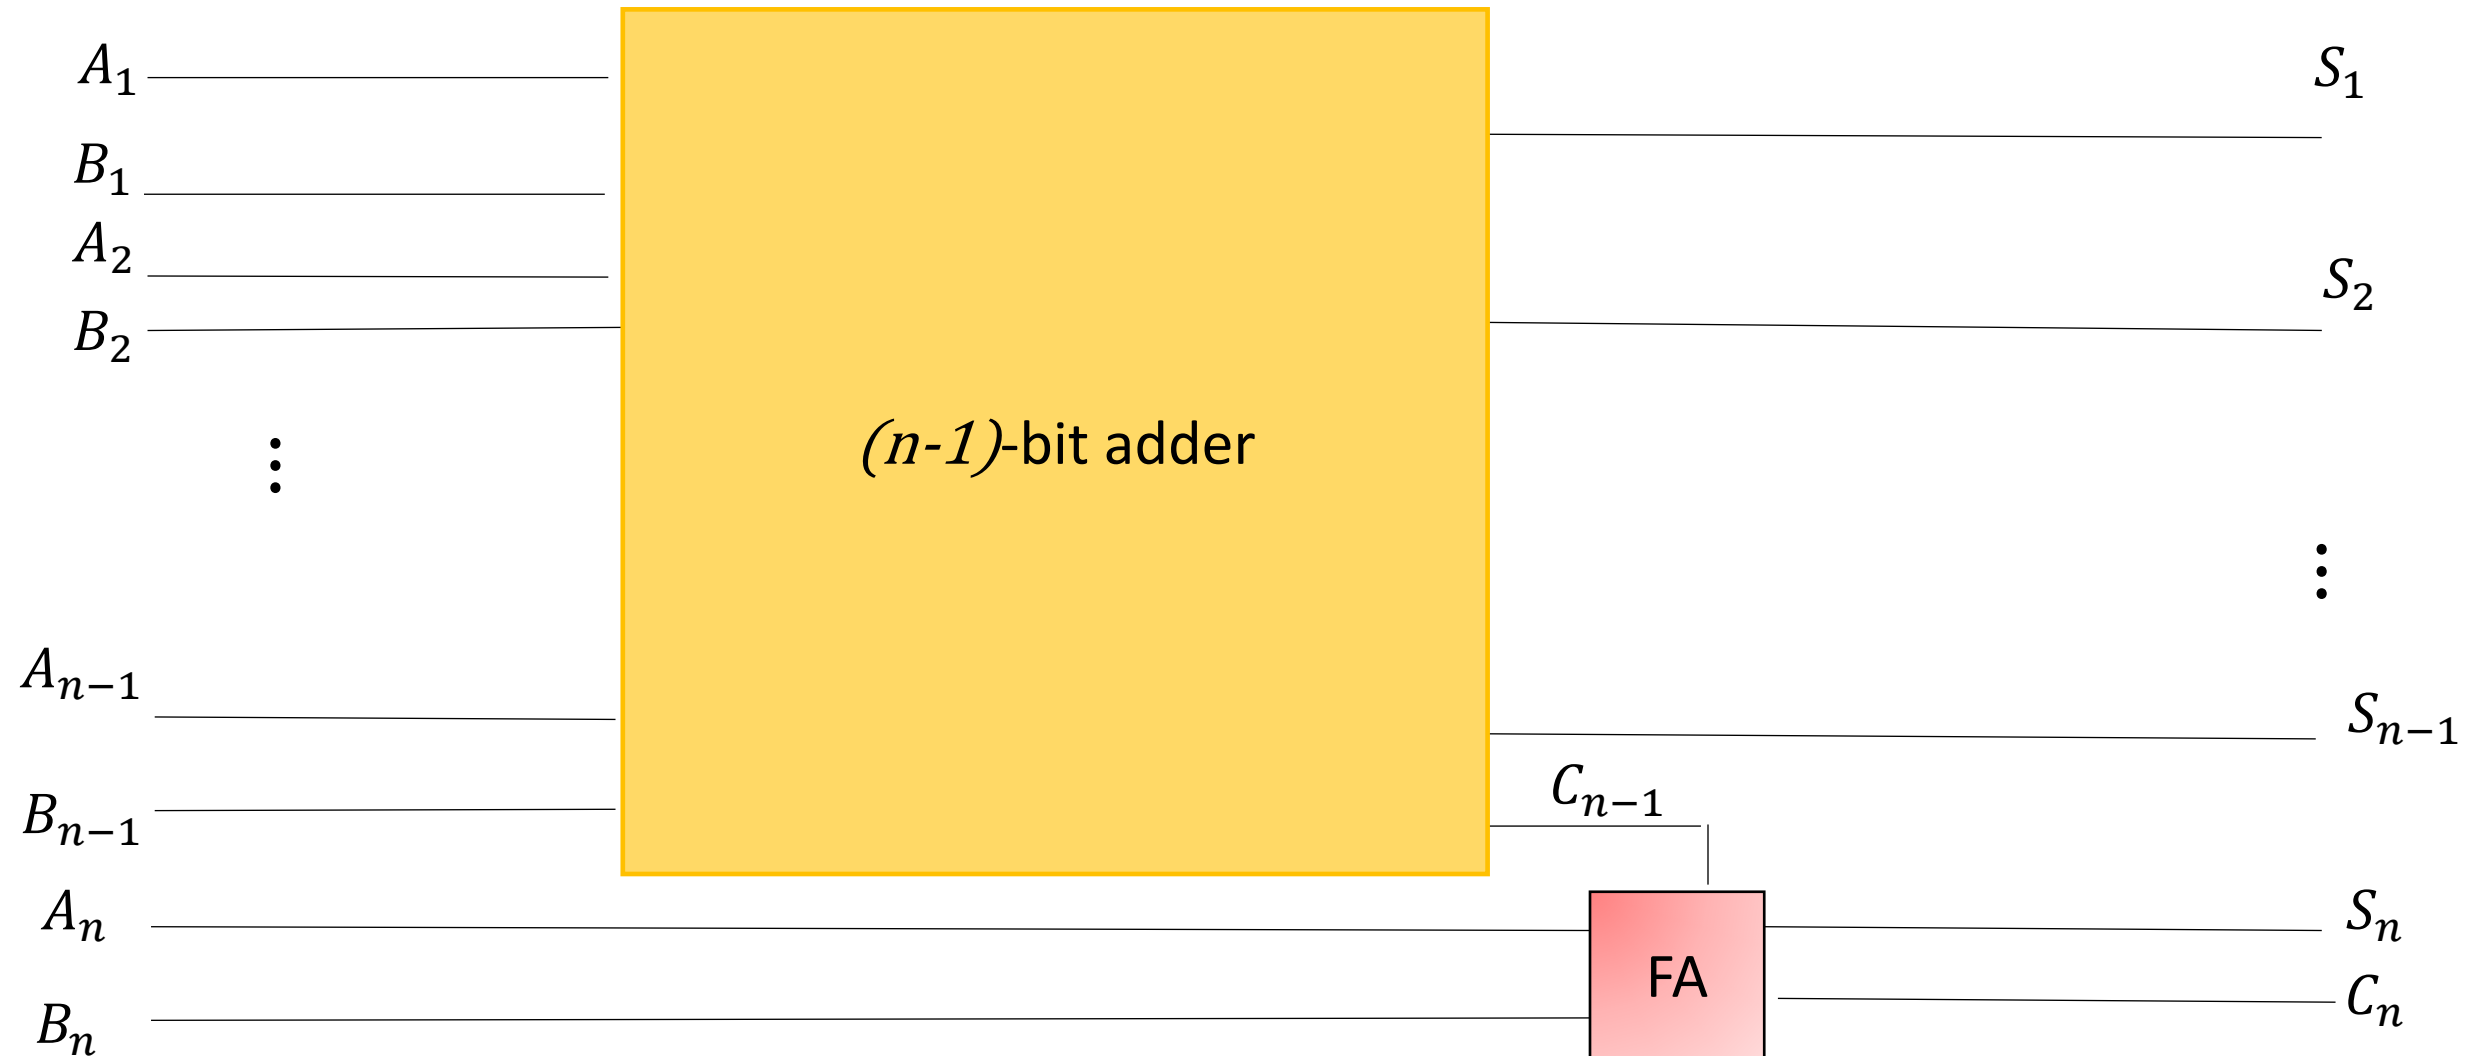 A₁
S₁
B₁
A₂
S₂
B₂
(n-1)-bit adder
⋮
⋮
Aₙ₋₁
Sₙ₋₁
Cₙ₋₁
Bₙ₋₁
Aₙ
Sₙ
FA
Cₙ
Bₙ